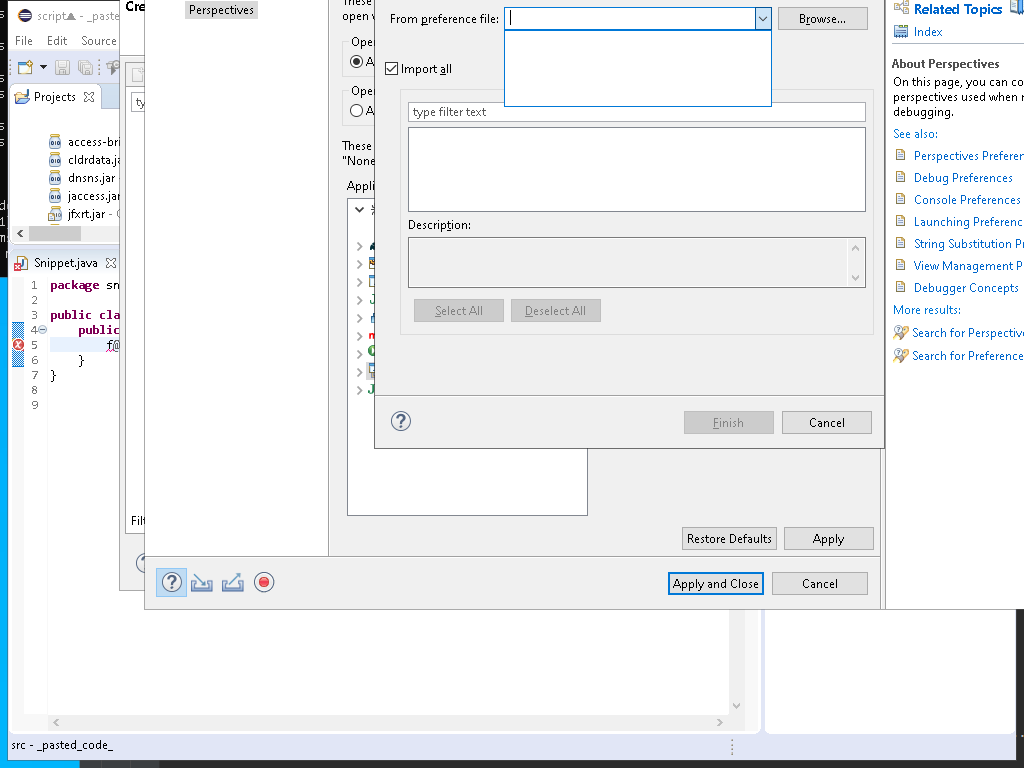 script
- _paste
Cre
Perspectives
These
open v
From preference file:
Browse...
Related Topics
Index
File Edit Source
Ope
A
Import all
About Perspectives
On this page, you can co
perspectives used when r
debugging.
Projects
ty
Ope
A
type filter text
See also:
access-bri
cldrdata.ja
dnsns.jar
jaccess.jar
jfxrt.jar -
These
"None
Appli
Perspectives Preferen
Debug Preferences
Console Preferences
Launching Preferenc
String Substitution P
View Management P
Debugger Concepts
More results:
Search for Perspective
Search for Preference
Description:
Select All
Deselect All
Snippet.java
1 package sn
2
3 public cla
4 public
5 f@
6 }
7 }
8
9
Finish
Cancel
Filt
Restore Defaults
Apply
Apply and Close
Cancel
src - _pasted_code_